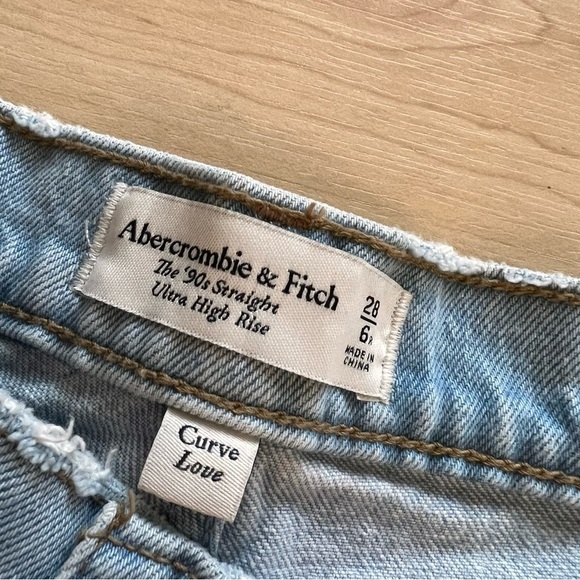 Abercrombie & Fitch
The '90s Straight
Ultra High Rise
28
6R
MADE IN
CHINA
Curve
Love